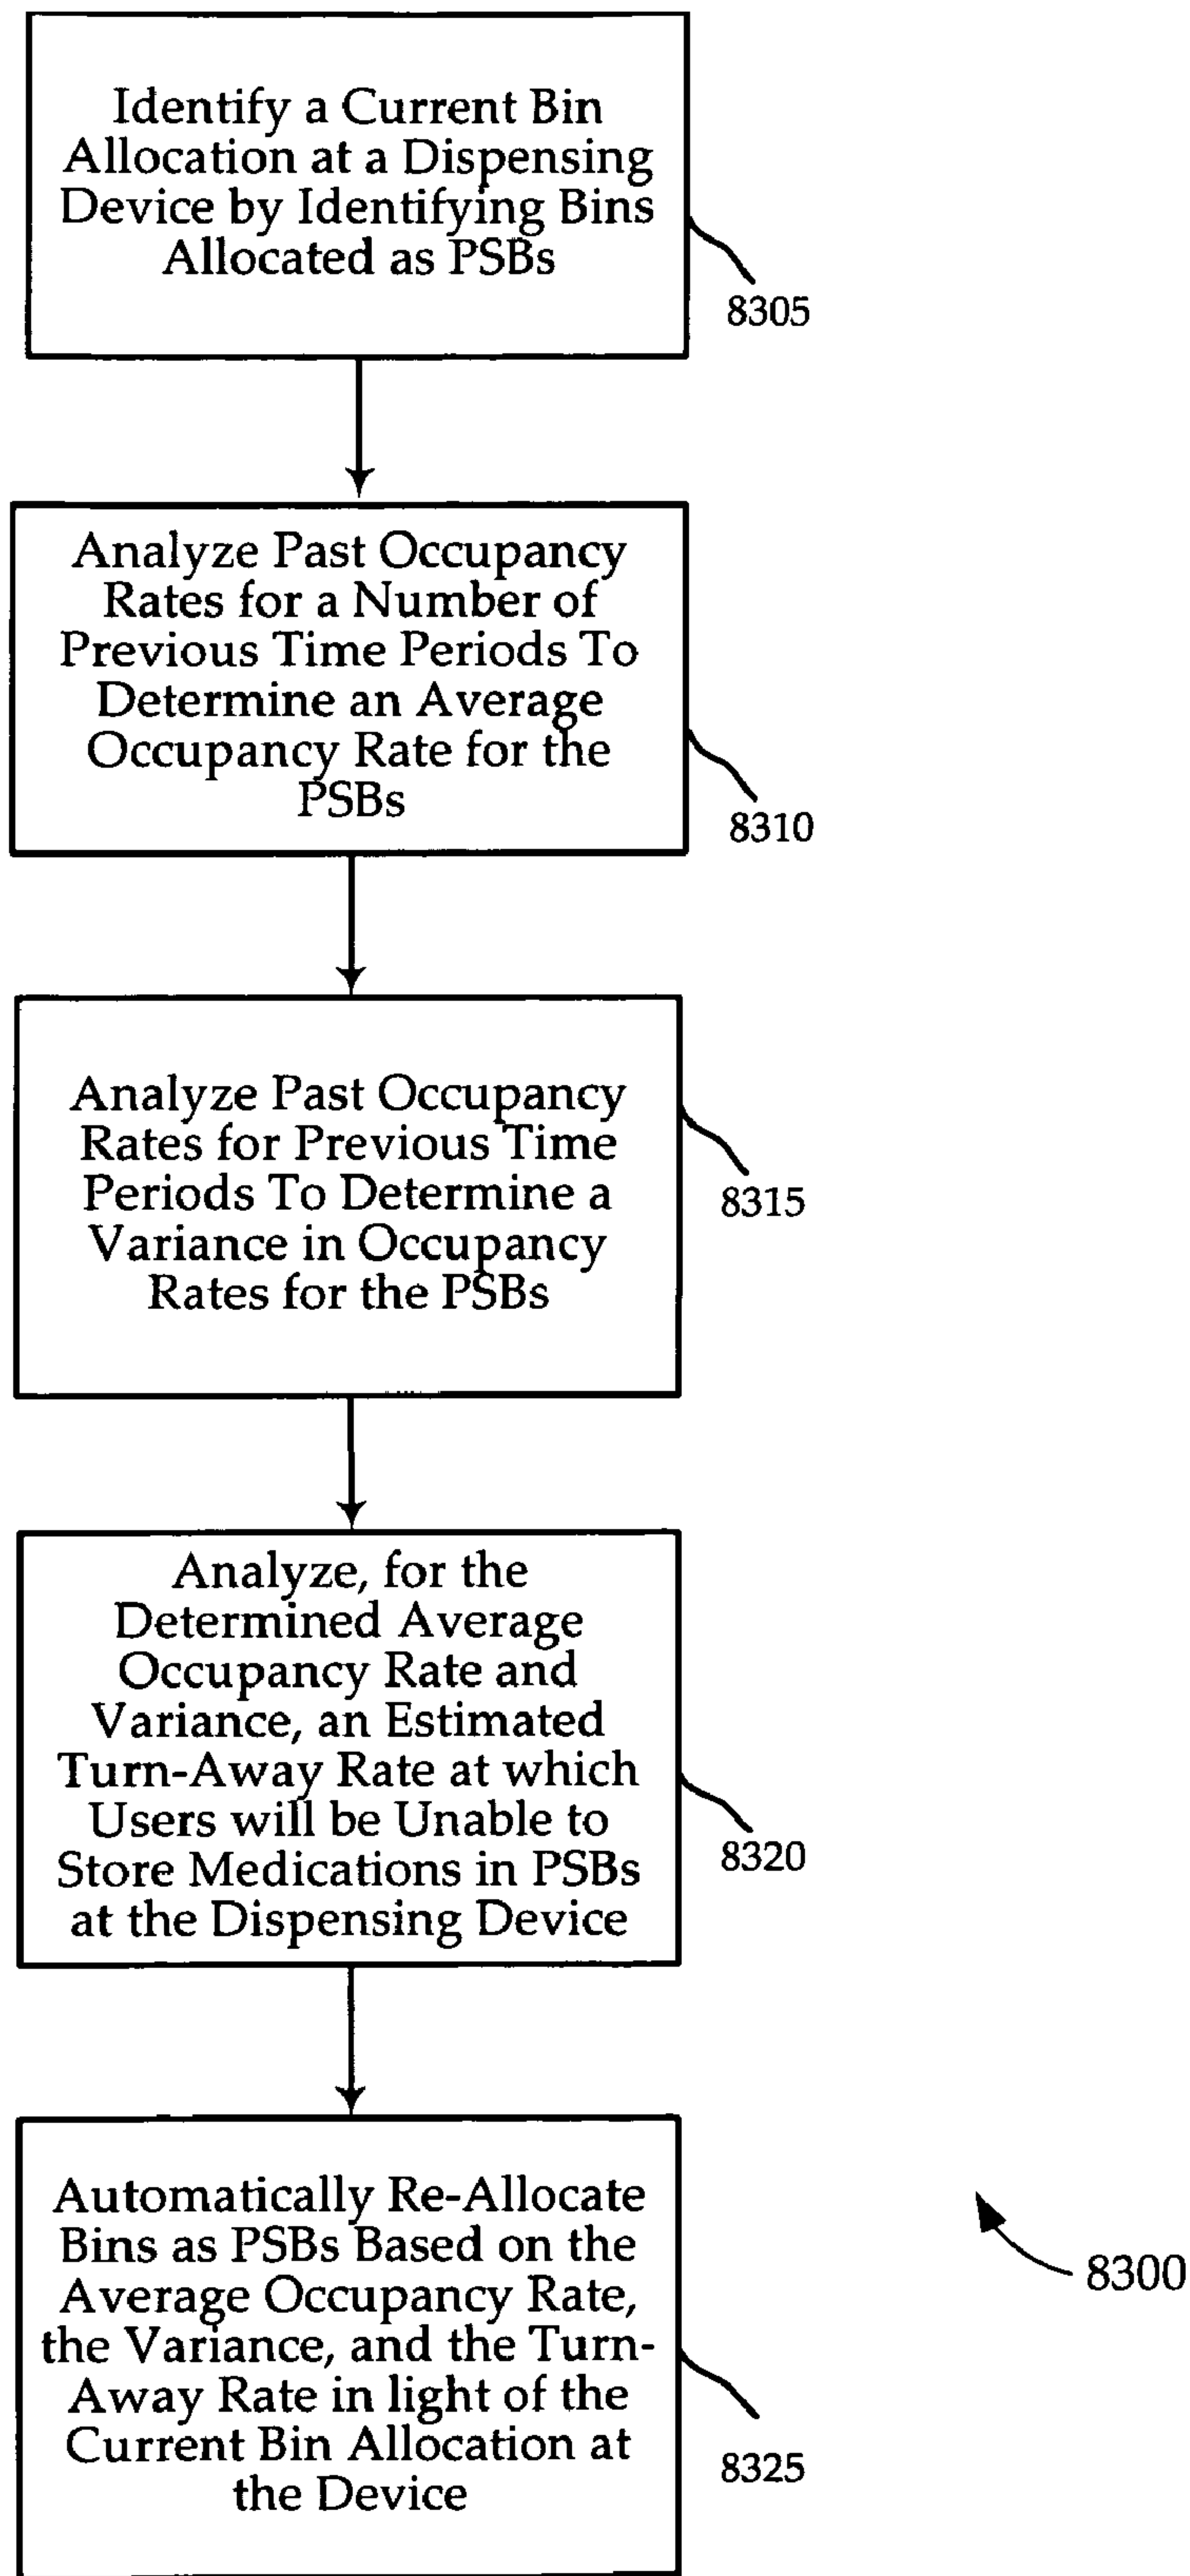 Identify a Current Bin
Allocation at a Dispensing
Device by Identifying Bins
Allocated as PSBs
8305
Analyze Past Occupancy
Rates for a Number of
Previous Time Periods To
Determine an Average
Occupancy Rate for the
PSBs
8310
Analyze Past Occupancy
Rates for Previous Time
Periods To Determine a
Variance in Occupancy
Rates for the PSBs
8315
Analyze, for the
Determined Average
Occupancy Rate and
Variance, an Estimated
Turn-Away Rate at which
Users will be Unable to
Store Medications in PSBs
at the Dispensing Device
8320
Automatically Re-Allocate
Bins as PSBs Based on the
Average Occupancy Rate,
the Variance, and the Turn-
Away Rate in light of the
Current Bin Allocation at
the Device
8325
8300